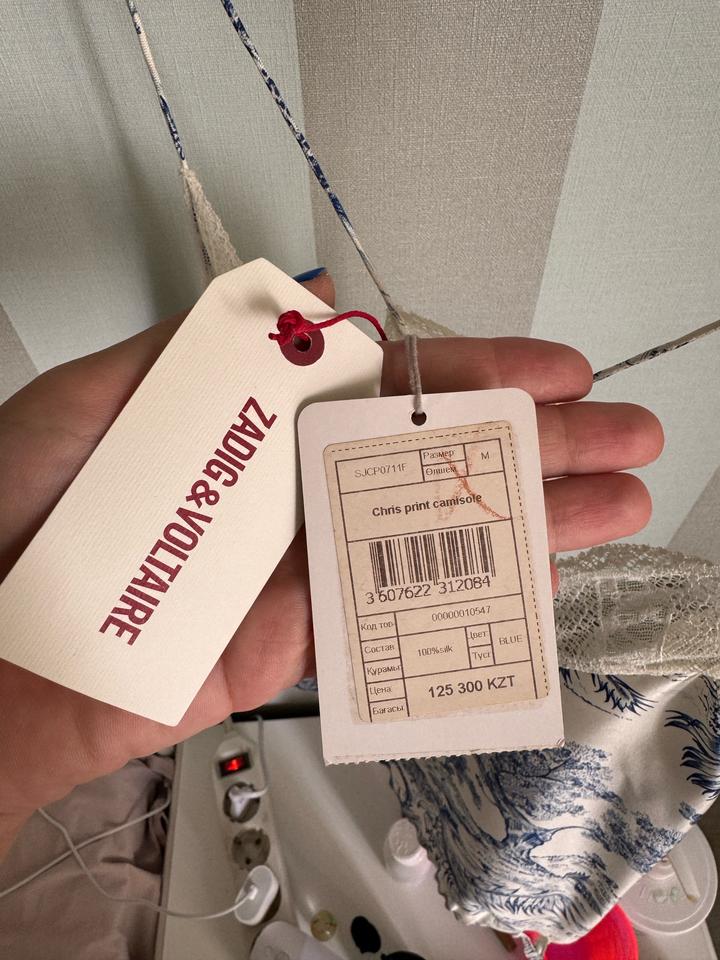 ZADIG & VOLTAIRE
SJCP0711F
Размер
Өлшем
M
Chris print camisole
3 607622 312084
Код тов
00000010547
Состав
Құрамы
100%silk
Цвет
Түсі
BLUE
Цена
Бағасы
125 300 KZT